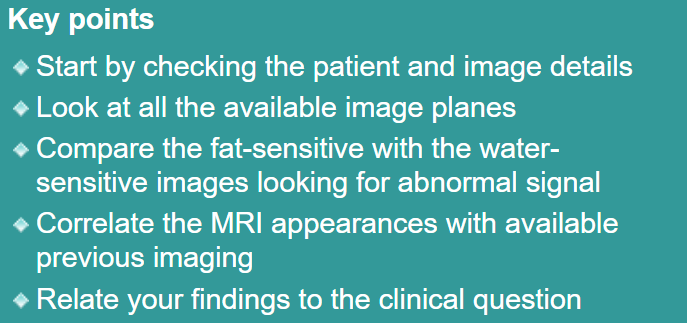 Key points
Start by checking the patient and image details
Look at all the available image planes
Compare the fat-sensitive with the water-
sensitive images looking for abnormal signal
Correlate the MRI appearances with available
previous imaging
Relate your findings to the clinical question